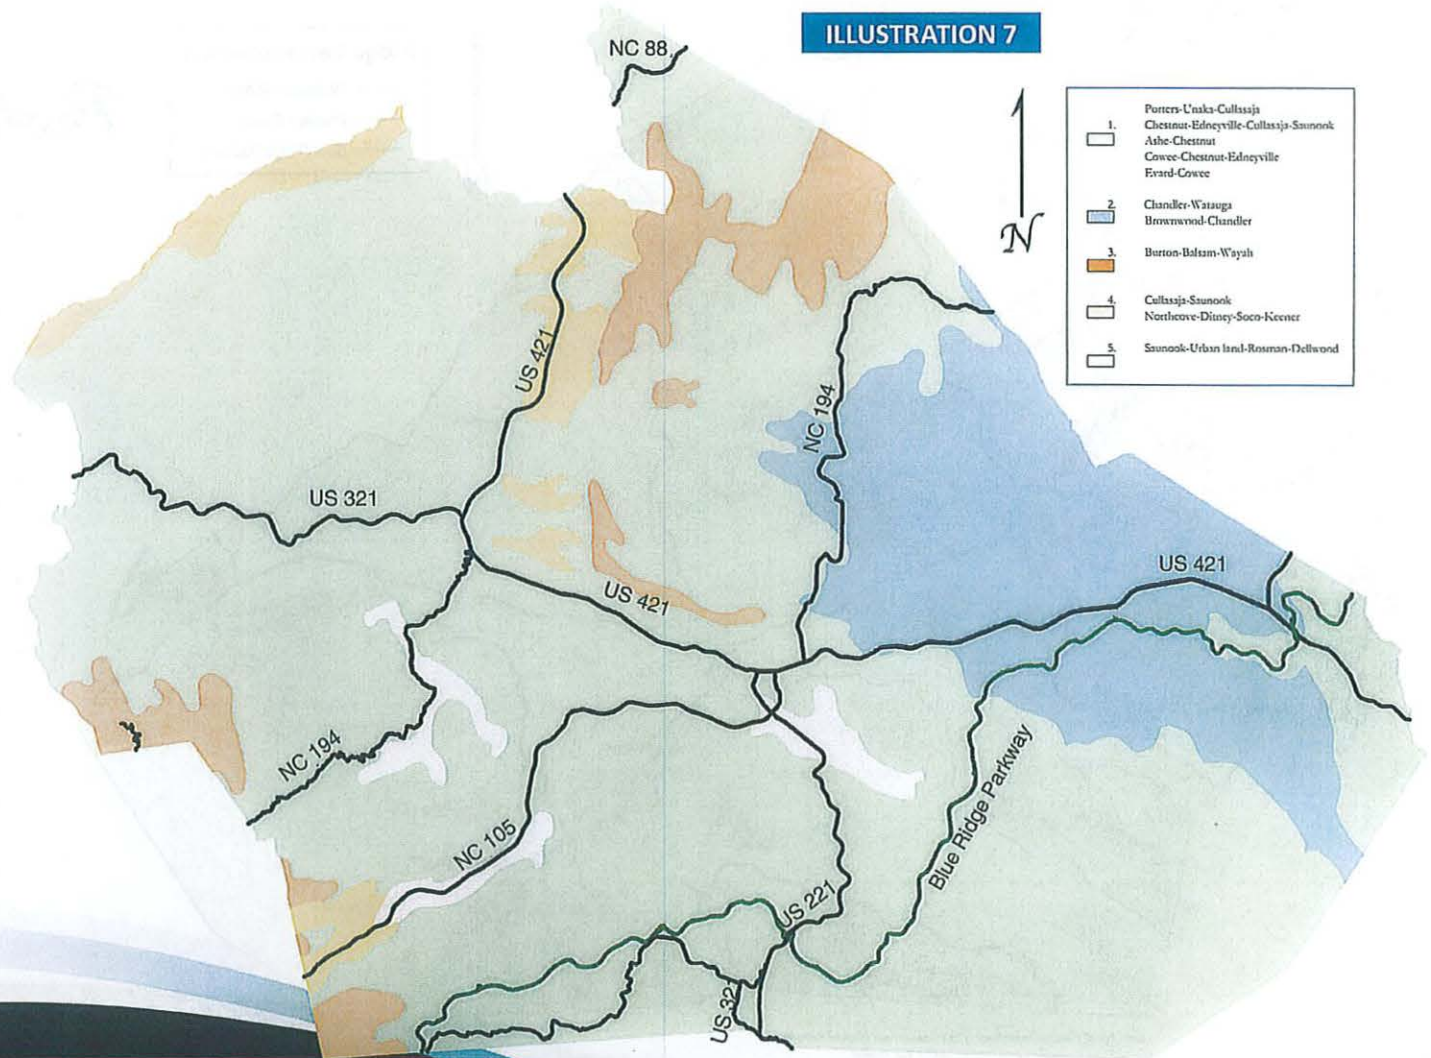 ILLUSTRATION 7
NC 88
N
1.
Porters-Unaka-Cullasaja
Chestnut-Edneyville-Cullasaja-Saunook
Ashe-Chestnut
Cowee-Chestnut-Edneyville
Evard-Cowee
2.
Chandler-Watauga
Brownwood-Chandler
3.
Burton-Balsam-Wayah
4.
Cullasaja-Saunook
Northcove-Ditney-Soco-Keener
5.
Saunook-Urban land-Rosman-Dellwood
US 421
NC 194
US 321
US 421
US 421
NC 194
NC 105
Blue Ridge Parkway
US 221
US 321